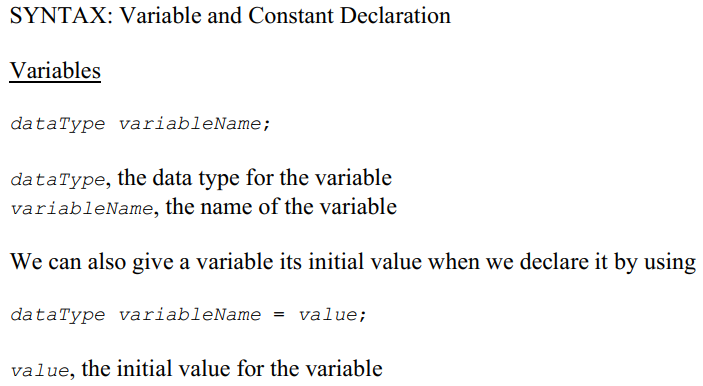 SYNTAX: Variable and Constant Declaration
Variables
dataType variableName;
dataType, the data type for the variable
variableName, the name of the variable
We can also give a variable its initial value when we declare it by using
dataType variableName = value;
value, the initial value for the variable